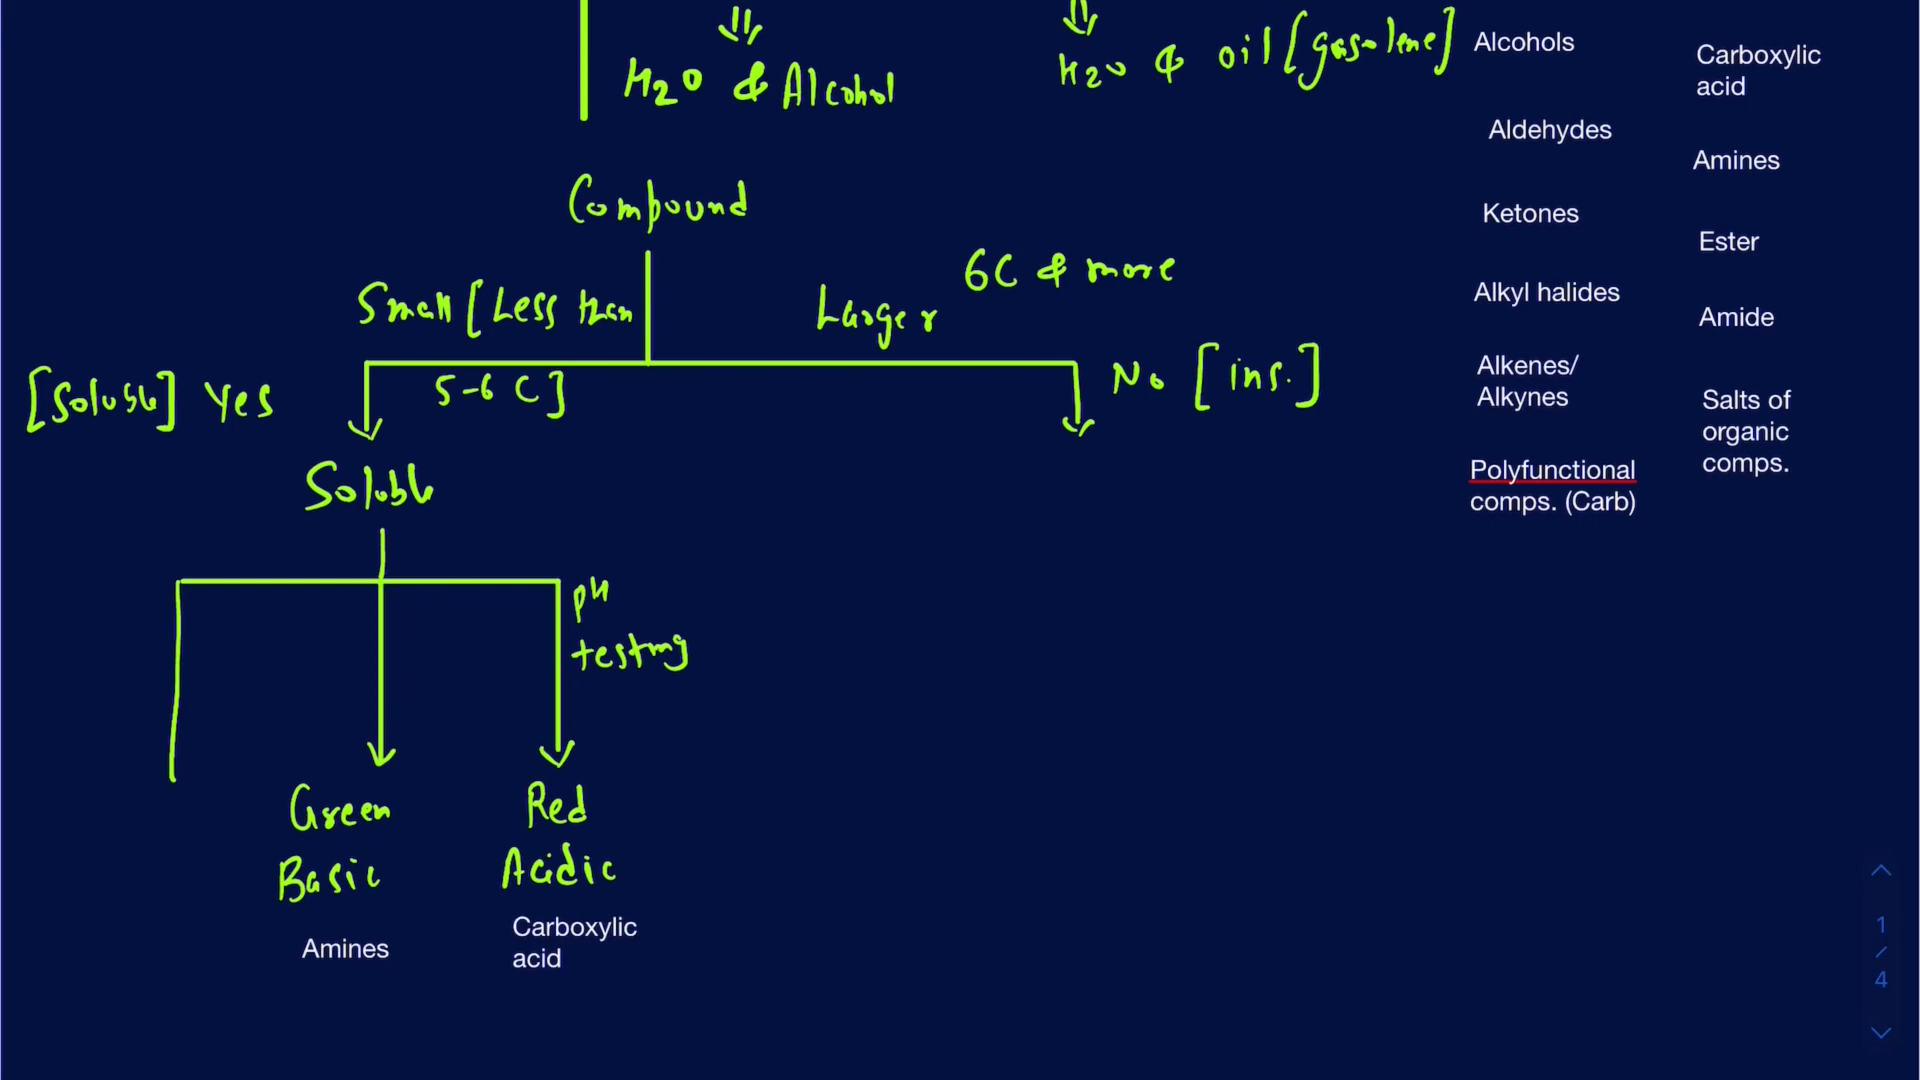 H2O & Alcohol
H2O & oil [gasolene]
Compound
Small [Less than
5-6 C]
Larger
6C & more
[Soluble] Yes
No [ins.]
Soluble
pH
testing
Green
Basic
Amines
Red
Acidic
Carboxylic
acid
Alcohols
Aldehydes
Ketones
Alkyl halides
Alkenes/
Alkynes
Polyfunctional
comps. (Carb)
Carboxylic
acid
Amines
Ester
Amide
Salts of
organic
comps.
1
/
4